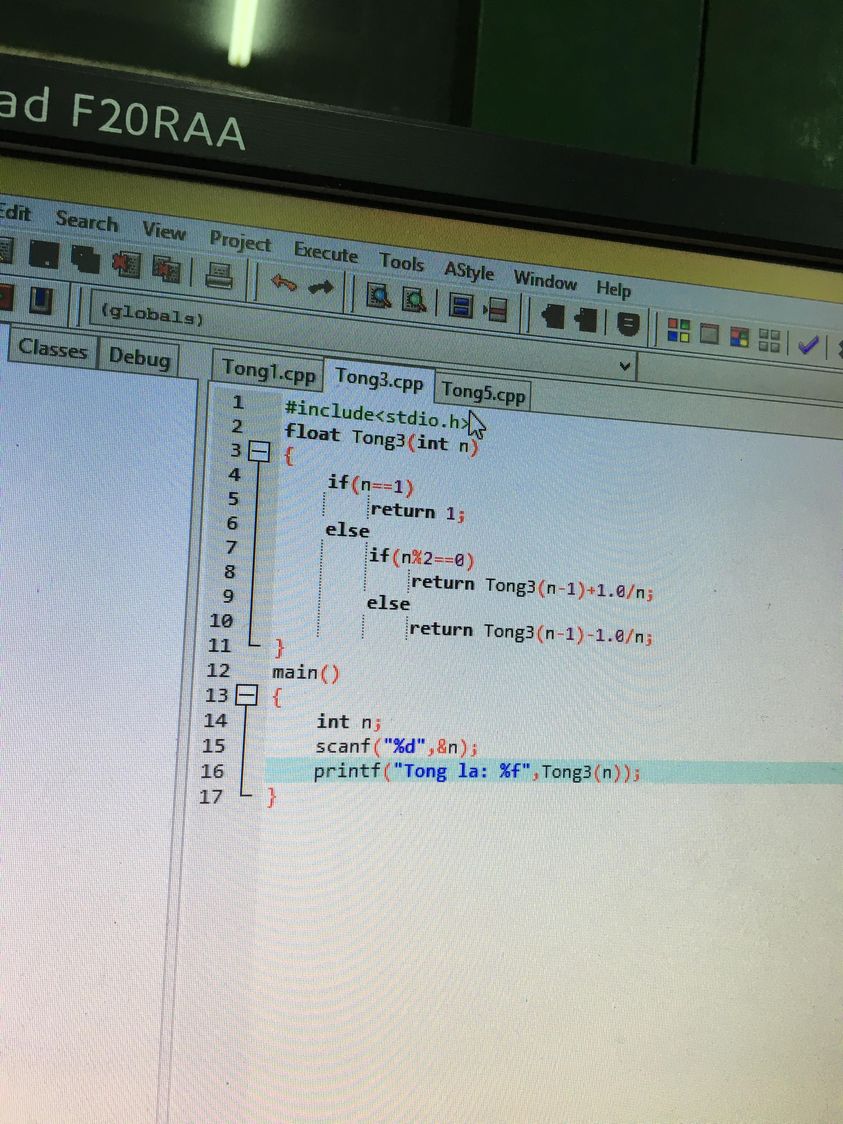 ad F20RAA
Edit Search View Project Execute Tools AStyle Window Help
(globals)
Classes Debug Tong1.cpp Tong3.cpp Tong5.cpp
1 #include<stdio.h>
2 float Tong3(int n)
3 {
4 if(n==1)
5 return 1;
6 else
7 if(n%2==0)
8 return Tong3(n-1)+1.0/n;
9 else
10 return Tong3(n-1)-1.0/n;
11 }
12 main()
13 {
14 int n;
15 scanf("%d",&n);
16 printf("Tong la: %f",Tong3(n));
17 }